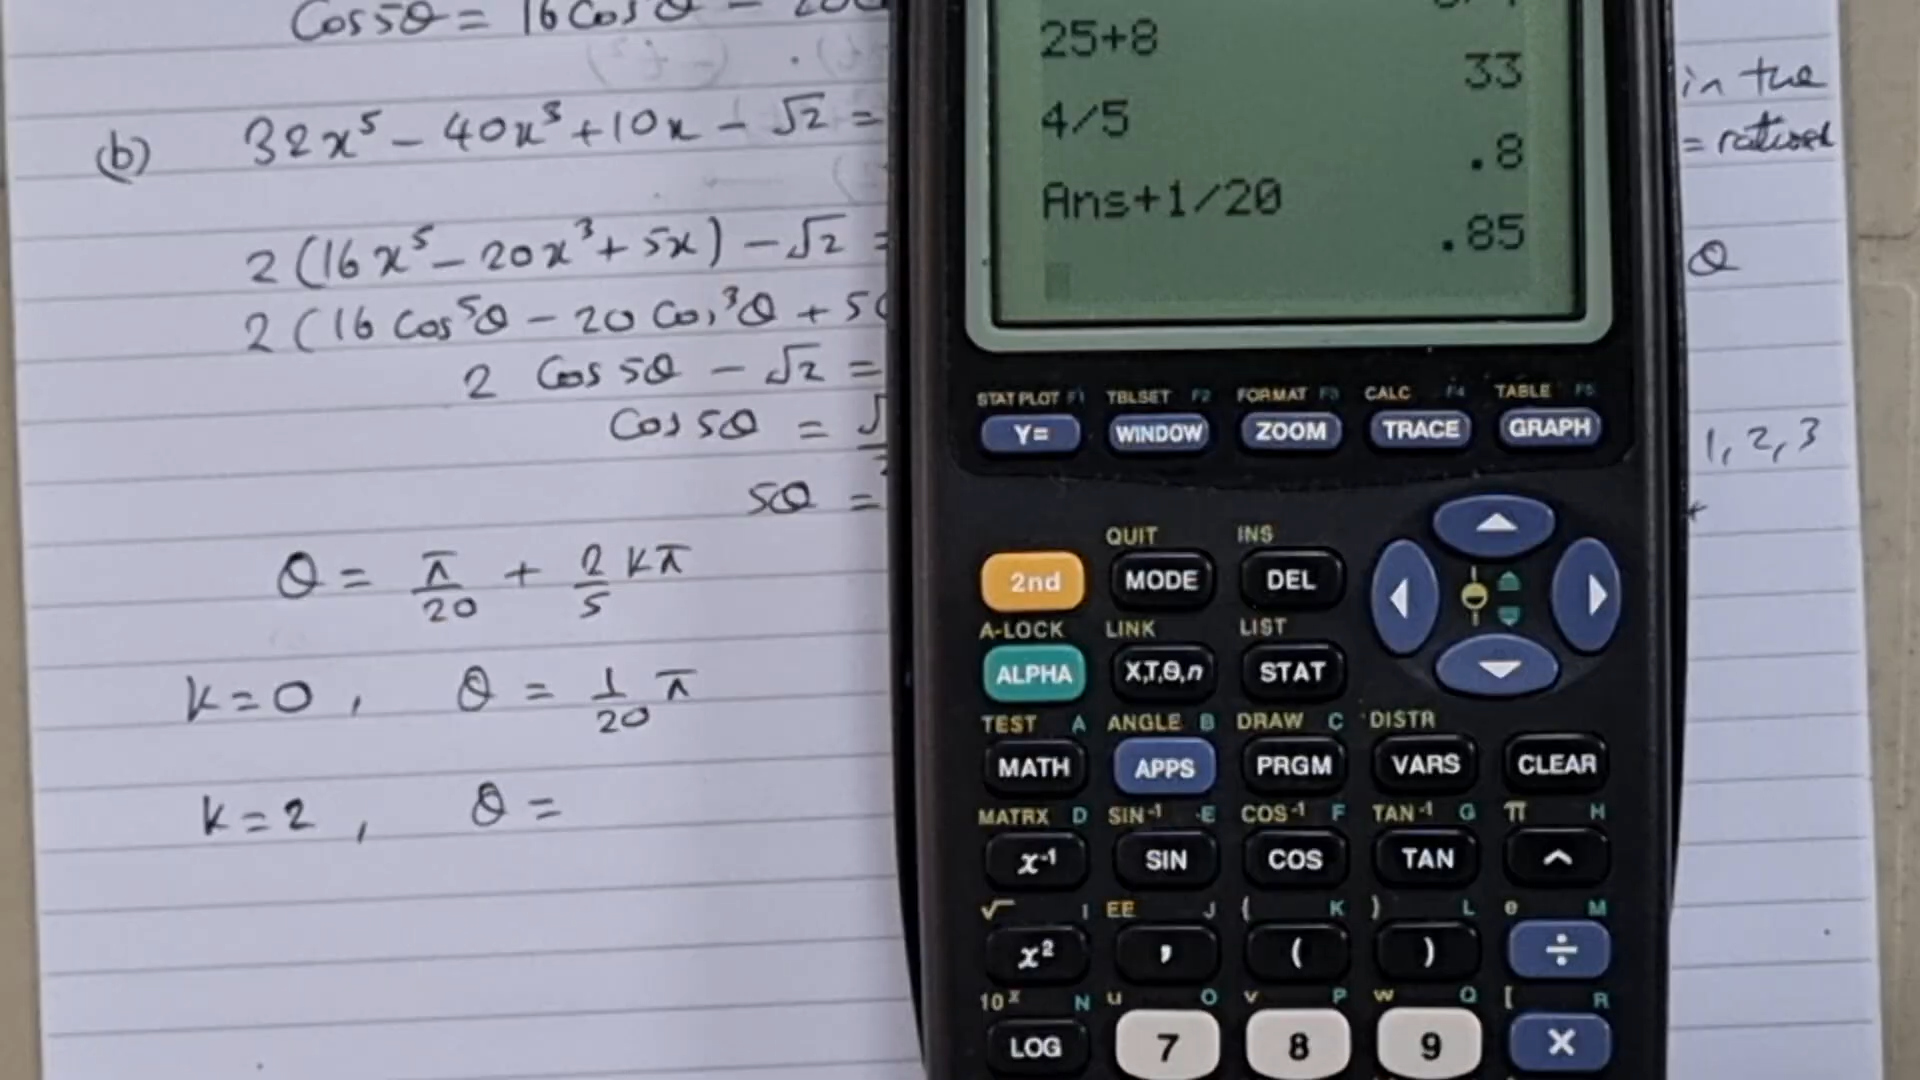 Cos5θ = 16Cos θ - 20
(b) 32x⁵ - 40x³ + 10x - √2 =
in the
= rational
2(16x⁵ - 20x³ + 5x) - √2 =
θ
2(16 Cos⁵θ - 20 Cos³θ + 5C
2 Cos 5θ - √2 =
Cos 5θ = √
1, 2, 3
5θ =
θ = π/20 + 2/5 kπ
k = 0 , θ = 1/20 π
k = 2 , θ =
25+8
33
4/5
.8
Ans+1/20
.85
STAT PLOT F1 TBLSET F2 FORMAT F3 CALC F4 TABLE F5
Y= WINDOW ZOOM TRACE GRAPH
QUIT INS
2nd MODE DEL
A-LOCK LINK LIST
ALPHA X,T,θ,n STAT
TEST A ANGLE B DRAW C DISTR
MATH APPS PRGM VARS CLEAR
MATRX D SIN⁻¹ E COS⁻¹ F TAN⁻¹ G π H
x⁻¹ SIN COS TAN ^
√ I EE J { K } L e M
x² , ( ) ÷
10ˣ N u O v P w Q [ R
LOG 7 8 9 ×